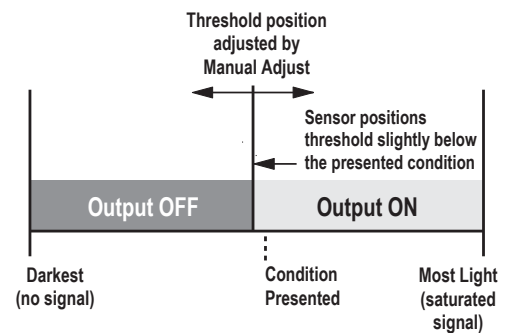 Threshold position
adjusted by
Manual Adjust
Sensor positions
threshold slightly below
the presented condition
Output OFF
Output ON
Darkest
(no signal)
Condition
Presented
Most Light
(saturated
signal)